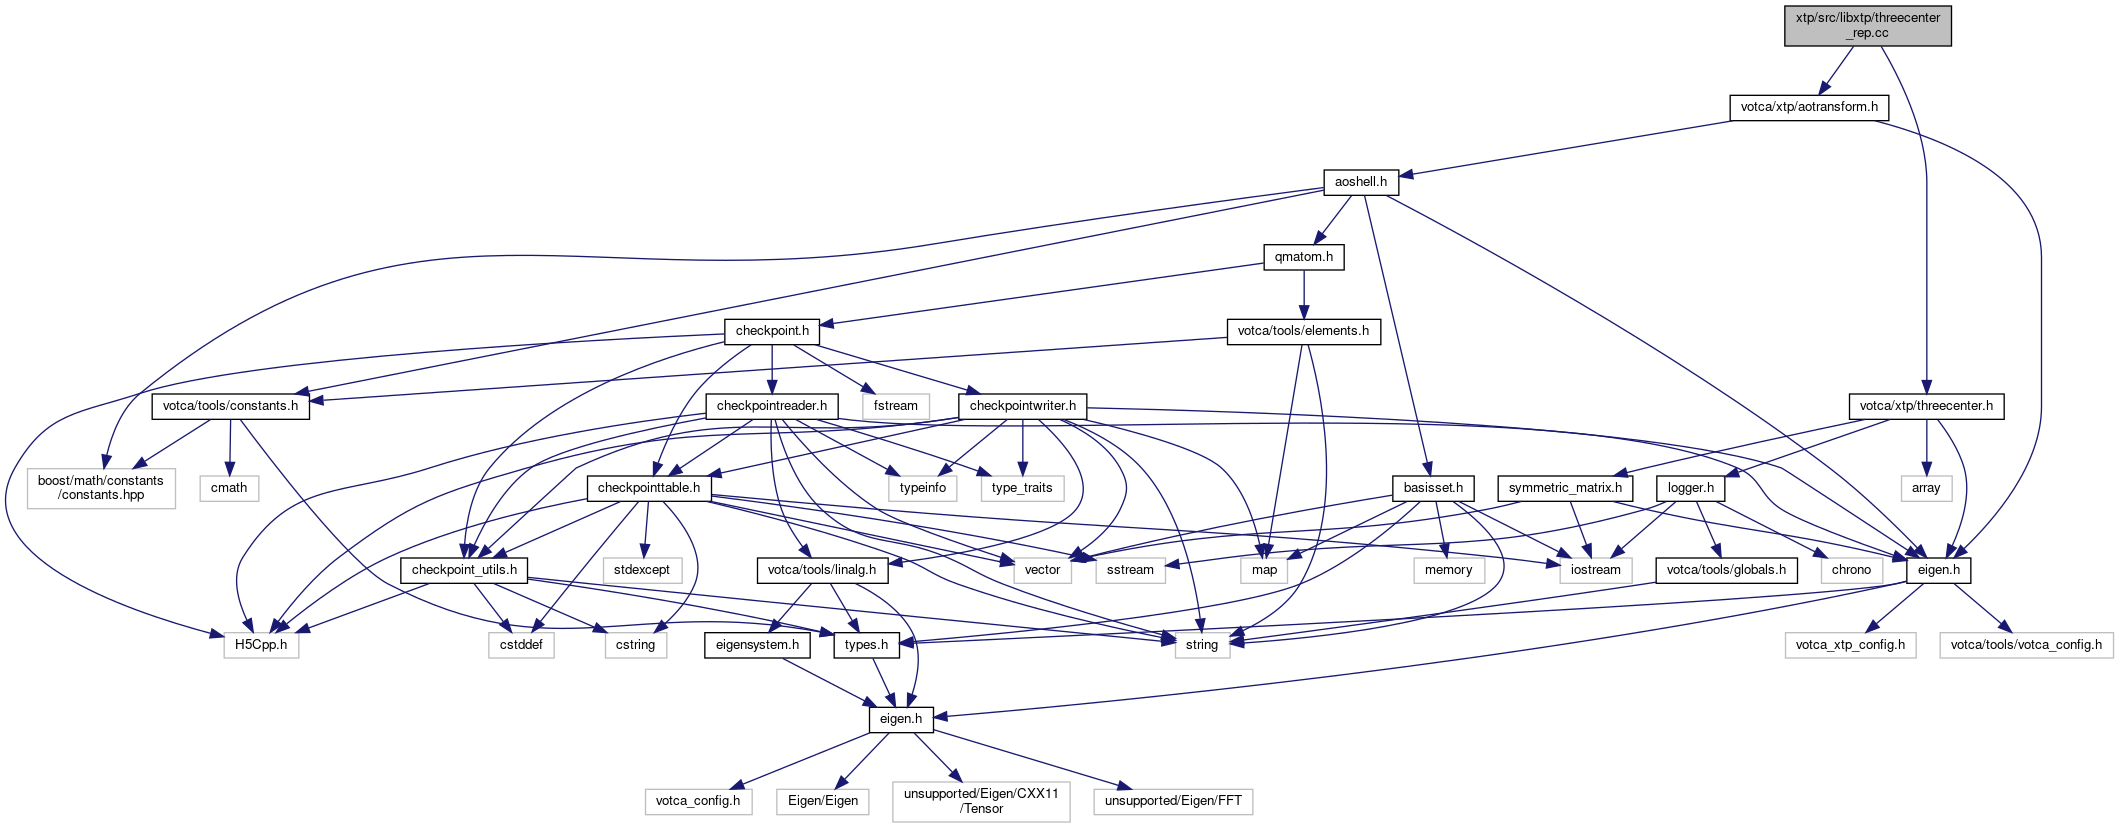 xtp/src/libxtp/threecenter
_rep.cc
votca/xtp/aotransform.h
aoshell.h
qmatom.h
checkpoint.h
votca/tools/elements.h
votca/tools/constants.h
checkpointreader.h
fstream
checkpointwriter.h
votca/xtp/threecenter.h
boost/math/constants
/constants.hpp
cmath
checkpointtable.h
typeinfo
type_traits
basisset.h
symmetric_matrix.h
logger.h
array
checkpoint_utils.h
stdexcept
votca/tools/linalg.h
vector
sstream
map
memory
iostream
votca/tools/globals.h
chrono
eigen.h
H5Cpp.h
cstddef
cstring
eigensystem.h
types.h
string
votca_xtp_config.h
votca/tools/votca_config.h
eigen.h
votca_config.h
Eigen/Eigen
unsupported/Eigen/CXX11
/Tensor
unsupported/Eigen/FFT